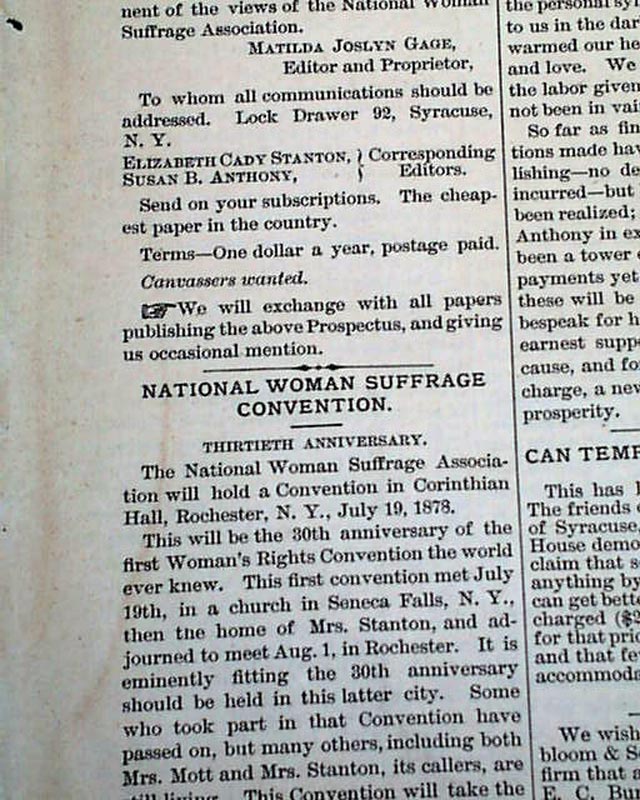 nent of the views of the National Woman
Suffrage Association.
MATILDA JOSLYN GAGE,
Editor and Proprietor,
To whom all communications should be
addressed. Lock Drawer 92, Syracuse,
N. Y.
ELIZABETH CADY STANTON, } Corresponding
SUSAN B. ANTHONY, } Editors.
Send on your subscriptions. The cheap-
est paper in the country.
Terms—One dollar a year, postage paid.
Canvassers wanted.
☞We will exchange with all papers
publishing the above Prospectus, and giving
us occasional mention.
NATIONAL WOMAN SUFFRAGE
CONVENTION.
THIRTIETH ANNIVERSARY.
The National Woman Suffrage Associa-
tion will hold a Convention in Corinthian
Hall, Rochester, N. Y., July 19, 1878.
This will be the 30th anniversary of the
first Woman's Rights Convention the world
ever knew. This first convention met July
19th, in a church in Seneca Falls, N. Y.,
then the home of Mrs. Stanton, and ad-
journed to meet Aug. 1, in Rochester. It is
eminently fitting the 30th anniversary
should be held in this latter city. Some
who took part in that Convention have
passed on, but many others, including both
Mrs. Mott and Mrs. Stanton, its callers, are
still living. This Convention will take the
the personal
to us in the dar
warmed our he
and love. We
the labor given
not been in vai
So far as fin
tions made hav
lishing—no de
incurred—but
been realized;
Anthony in ex
been a tower
payments yet
these will be
bespeak for h
earnest supp
cause, and fo
charge, a new
prosperity.
CAN TEMP
This has
The friends
of Syracuse
House demo
claim that s
anything by
can get bette
charged ($2
for that pri
and that fe
accommoda
We wish
bloom & S
firm that a
E. C. Bu